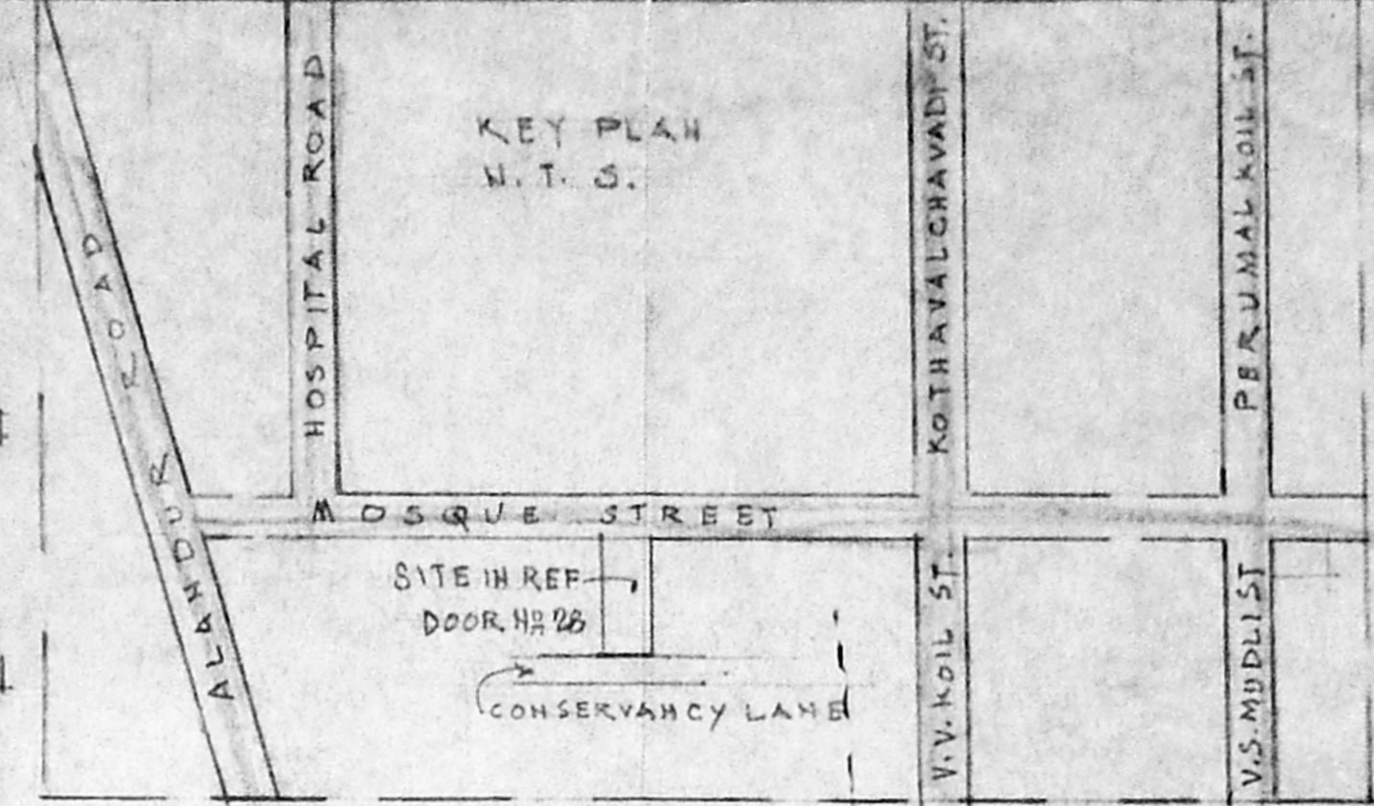 KEY PLAN
N. T. S.
HOSPITAL ROAD
KOTHAVALCHAVADI ST.
PERUMAL KOIL ST.
ALANDUR ROAD
MOSQUE STREET
SITE IN REF
DOOR. No 28
CONSERVANCY LANE
V.V. KOIL ST.
V.S. MUDLI ST